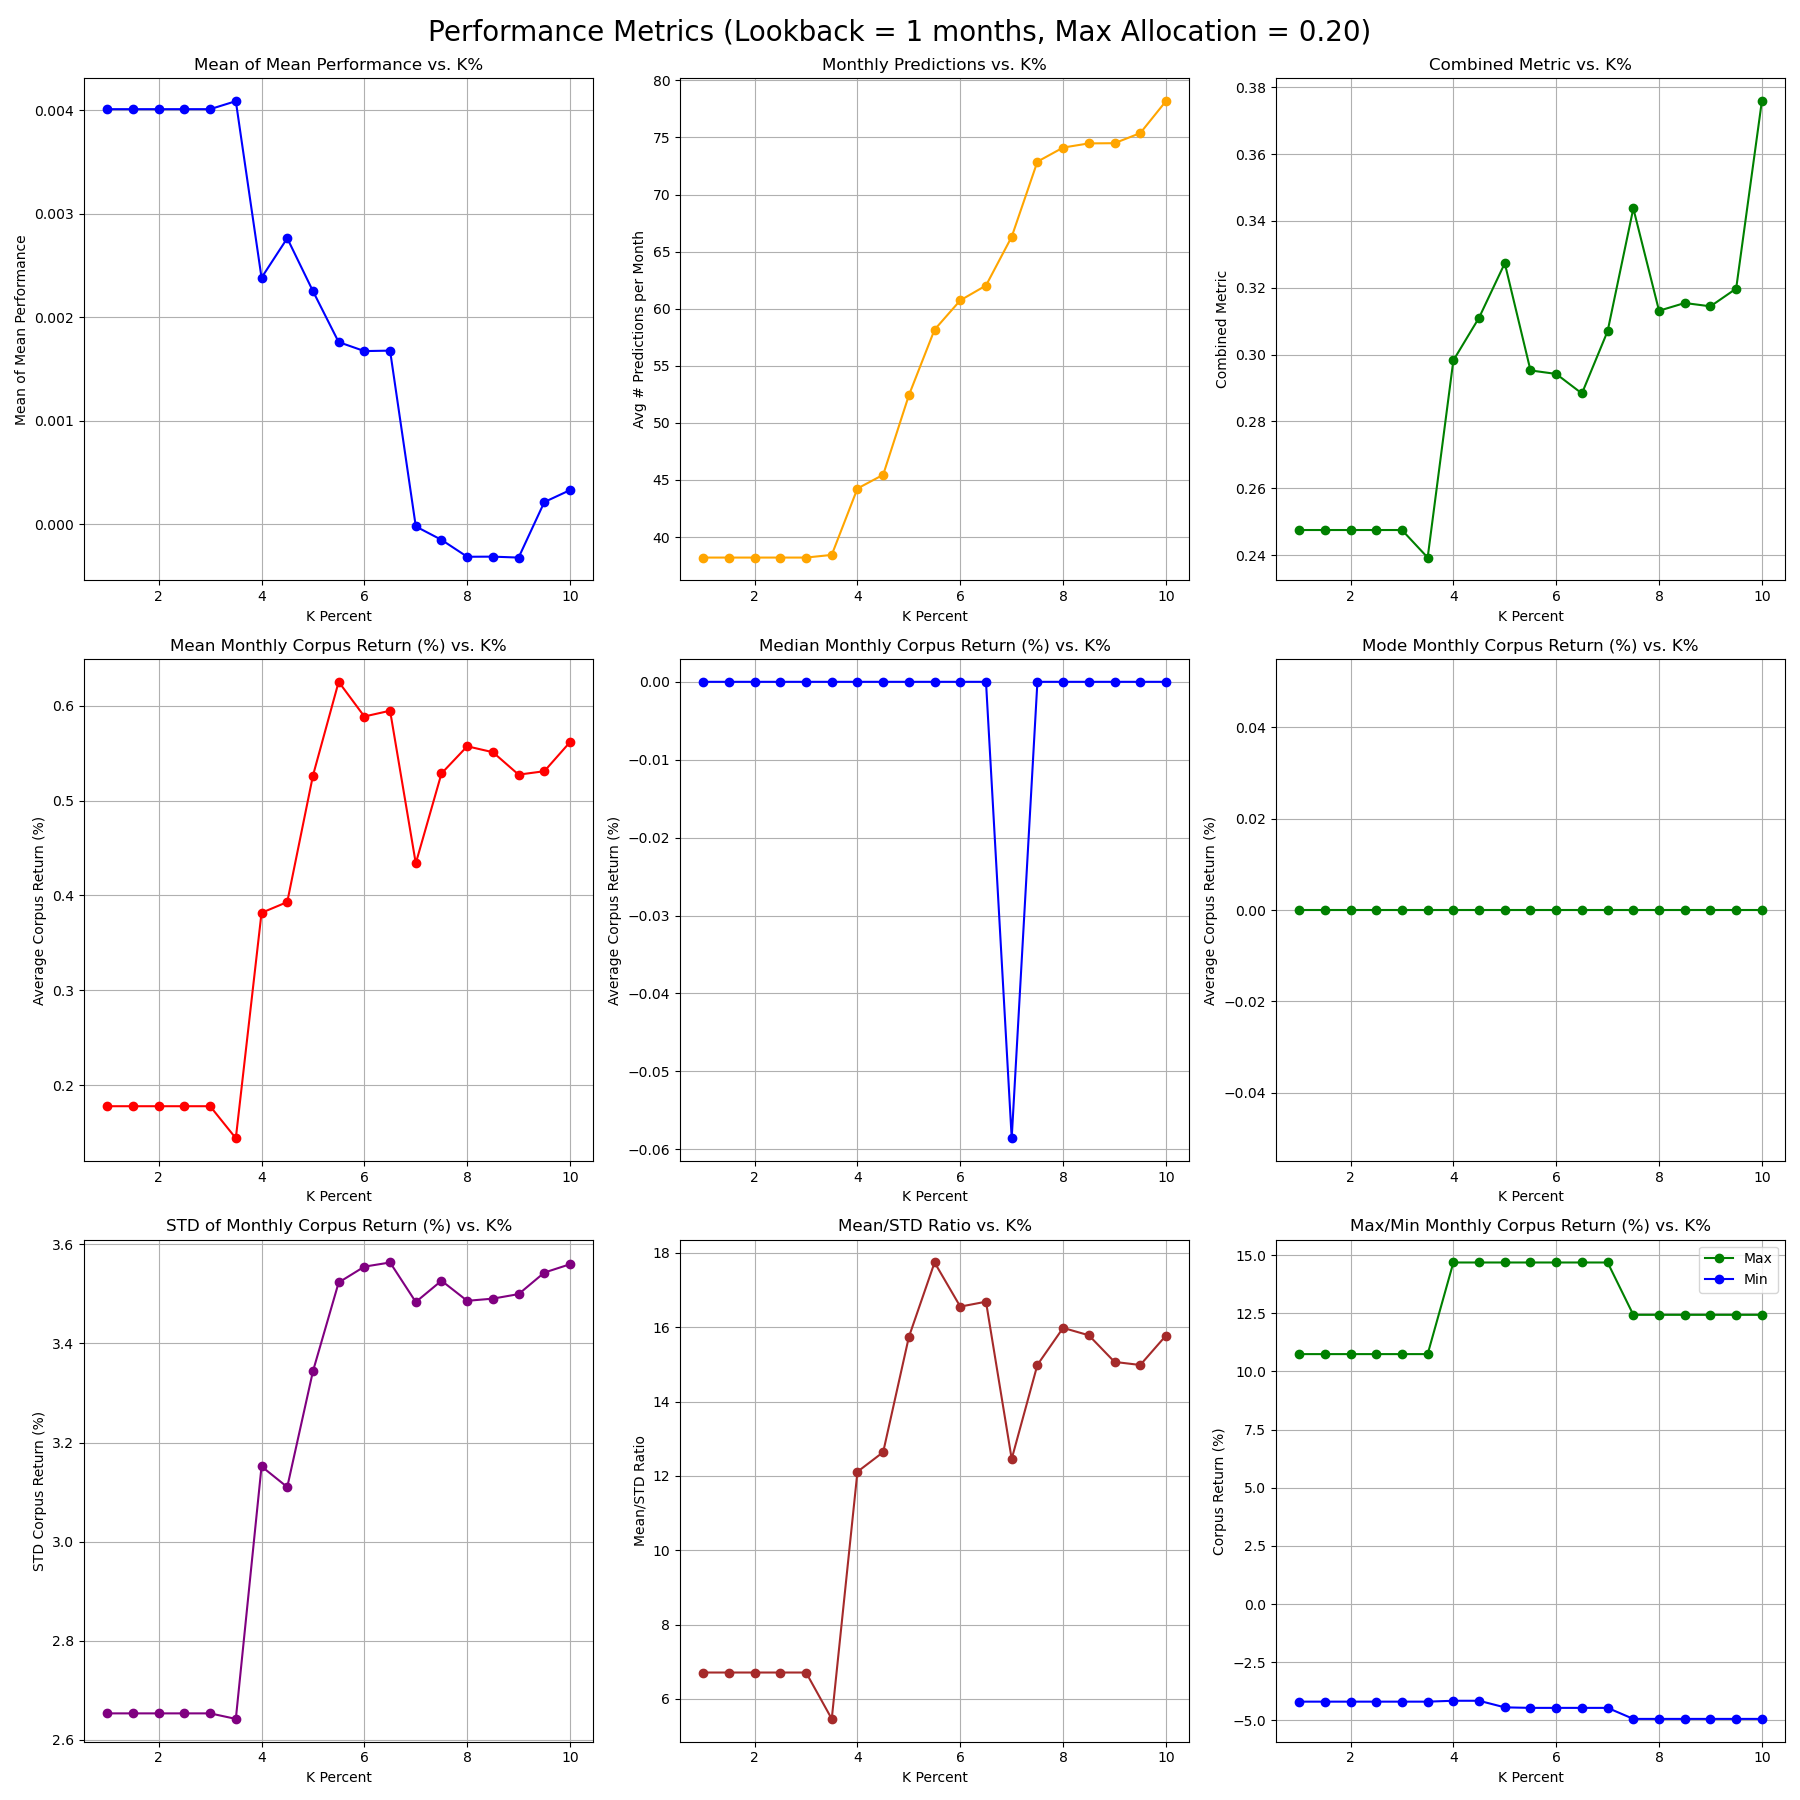 Performance Metrics (Lookback = 1 months, Max Allocation = 0.20)
Mean of Mean Performance vs. K%
Mean of Mean Performance
0.004
0.003
0.002
0.001
0.000
2 4 6 8 10
K Percent
Monthly Predictions vs. K%
Avg # Predictions per Month
80
75
70
65
60
55
50
45
40
2 4 6 8 10
K Percent
Combined Metric vs. K%
Combined Metric
0.38
0.36
0.34
0.32
0.30
0.28
0.26
0.24
2 4 6 8 10
K Percent
Mean Monthly Corpus Return (%) vs. K%
Average Corpus Return (%)
0.6
0.5
0.4
0.3
0.2
2 4 6 8 10
K Percent
Median Monthly Corpus Return (%) vs. K%
Average Corpus Return (%)
0.00
−0.01
−0.02
−0.03
−0.04
−0.05
−0.06
2 4 6 8 10
K Percent
Mode Monthly Corpus Return (%) vs. K%
Average Corpus Return (%)
0.04
0.02
0.00
−0.02
−0.04
2 4 6 8 10
K Percent
STD of Monthly Corpus Return (%) vs. K%
STD Corpus Return (%)
3.6
3.4
3.2
3.0
2.8
2.6
2 4 6 8 10
K Percent
Mean/STD Ratio vs. K%
Mean/STD Ratio
18
16
14
12
10
8
6
2 4 6 8 10
K Percent
Max/Min Monthly Corpus Return (%) vs. K%
Corpus Return (%)
15.0
12.5
10.0
7.5
5.0
2.5
0.0
−2.5
−5.0
Max
Min
2 4 6 8 10
K Percent